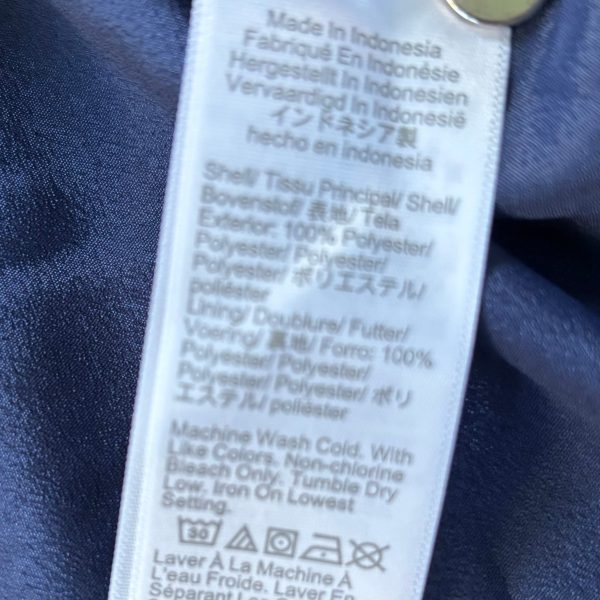 Made In Indonesia
Fabriqué En Indonésie
Hergestellt In Indonesien
Vervaardigd In Indonesië
インドネシア製
hecho en Indonesia
Shell/ Tissu Principal/ Shell/
Bovenstof/ 表地/ Tela
Exterior: 100% Polyester/
Polyester/ Polyester/
Polyester/ ポリエステル/
poliéster
Lining/ Doublure/ Futter/
Voering/ 裏地/ Forro: 100%
Polyester/ Polyester/
Polyester/ Polyester/ ポリ
エステル/ poliéster
Machine Wash Cold. With
Like Colors. Non-chlorine
Bleach Only. Tumble Dry
Low. Iron On Lowest
Setting.
30
Laver À La Machine À
L'eau Froide. Laver En
Séparant Les